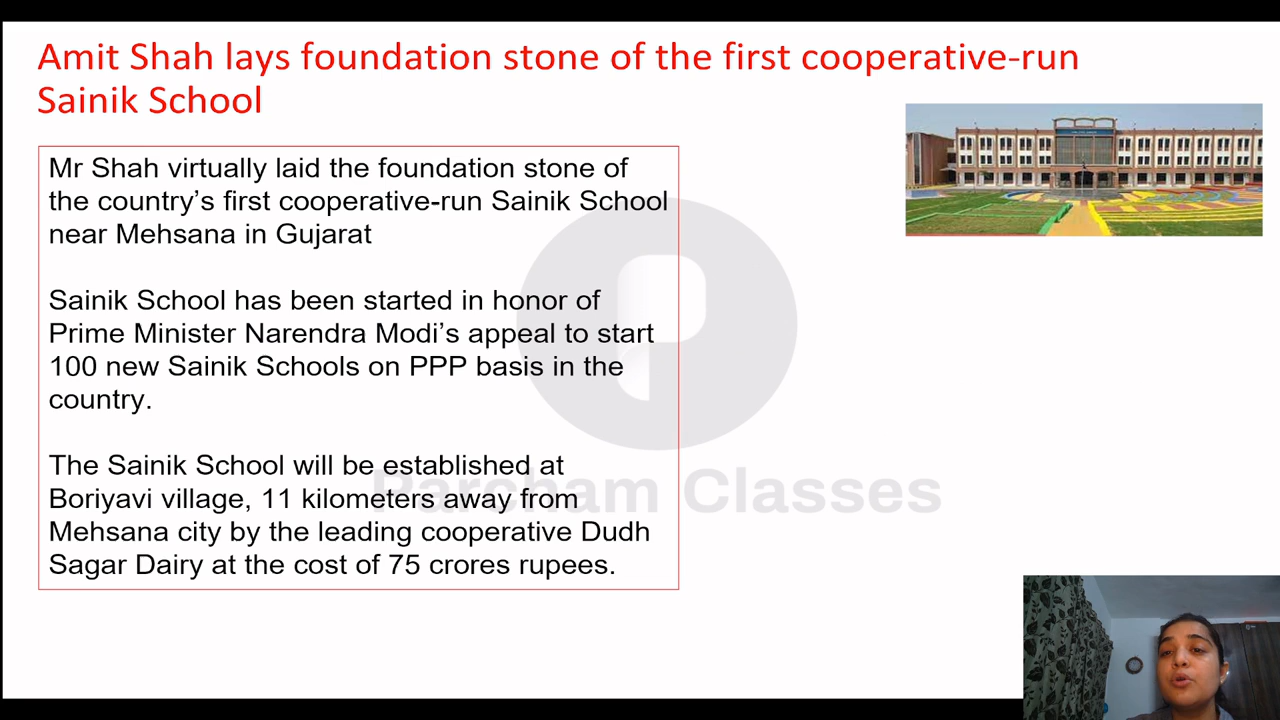 Amit Shah lays foundation stone of the first cooperative-run
Sainik School
Mr Shah virtually laid the foundation stone of
the country’s first cooperative-run Sainik School
near Mehsana in Gujarat
Sainik School has been started in honor of
Prime Minister Narendra Modi’s appeal to start
100 new Sainik Schools on PPP basis in the
country.
The Sainik School will be established at
Boriyavi village, 11 kilometers away from
Mehsana city by the leading cooperative Dudh
Sagar Dairy at the cost of 75 crores rupees.
Parcham Classes